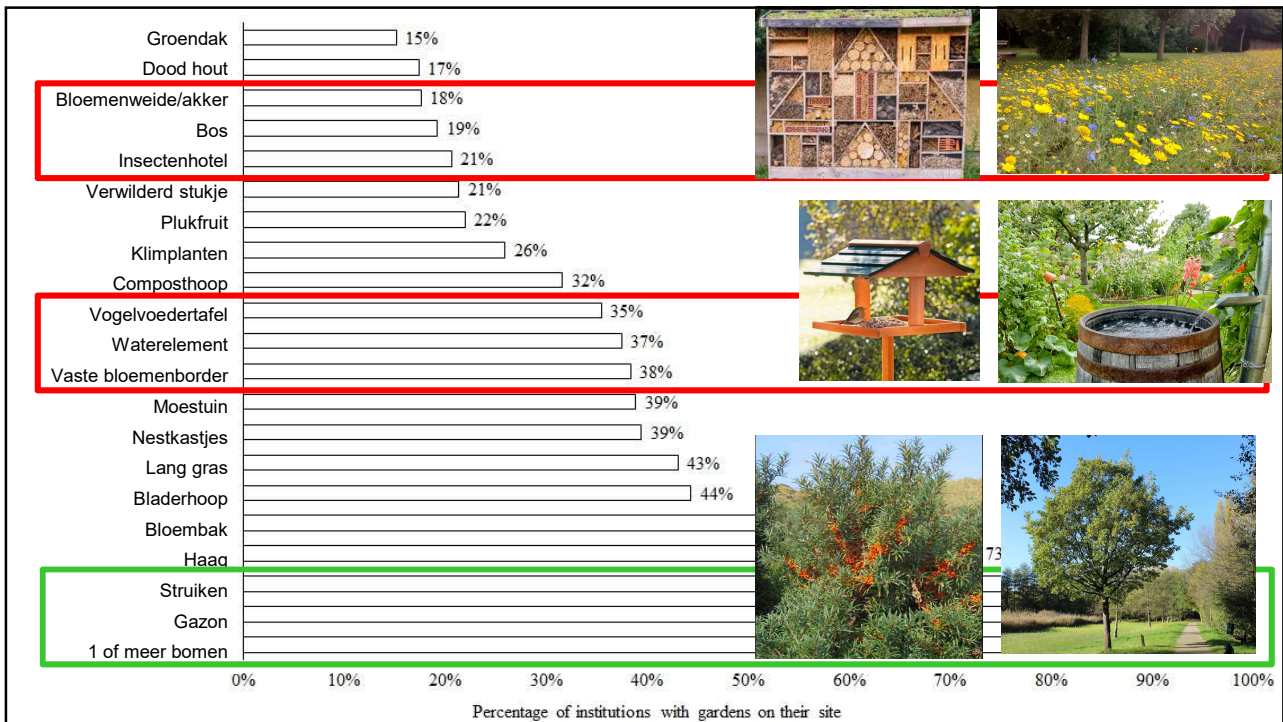 Groendak 15%
Dood hout 17%
Bloemenweide/akker 18%
Bos 19%
Insectenhotel 21%
Verwilderd stukje 21%
Plukfruit 22%
Klimplanten 26%
Composthoop 32%
Vogelvoedertafel 35%
Waterelement 37%
Vaste bloemenborder 38%
Moestuin 39%
Nestkastjes 39%
Lang gras 43%
Bladerhoop 44%
Bloembak
Haag 73
Struiken
Gazon
1 of meer bomen
0% 10% 20% 30% 40% 50% 60% 70% 80% 90% 100%
Percentage of institutions with gardens on their site